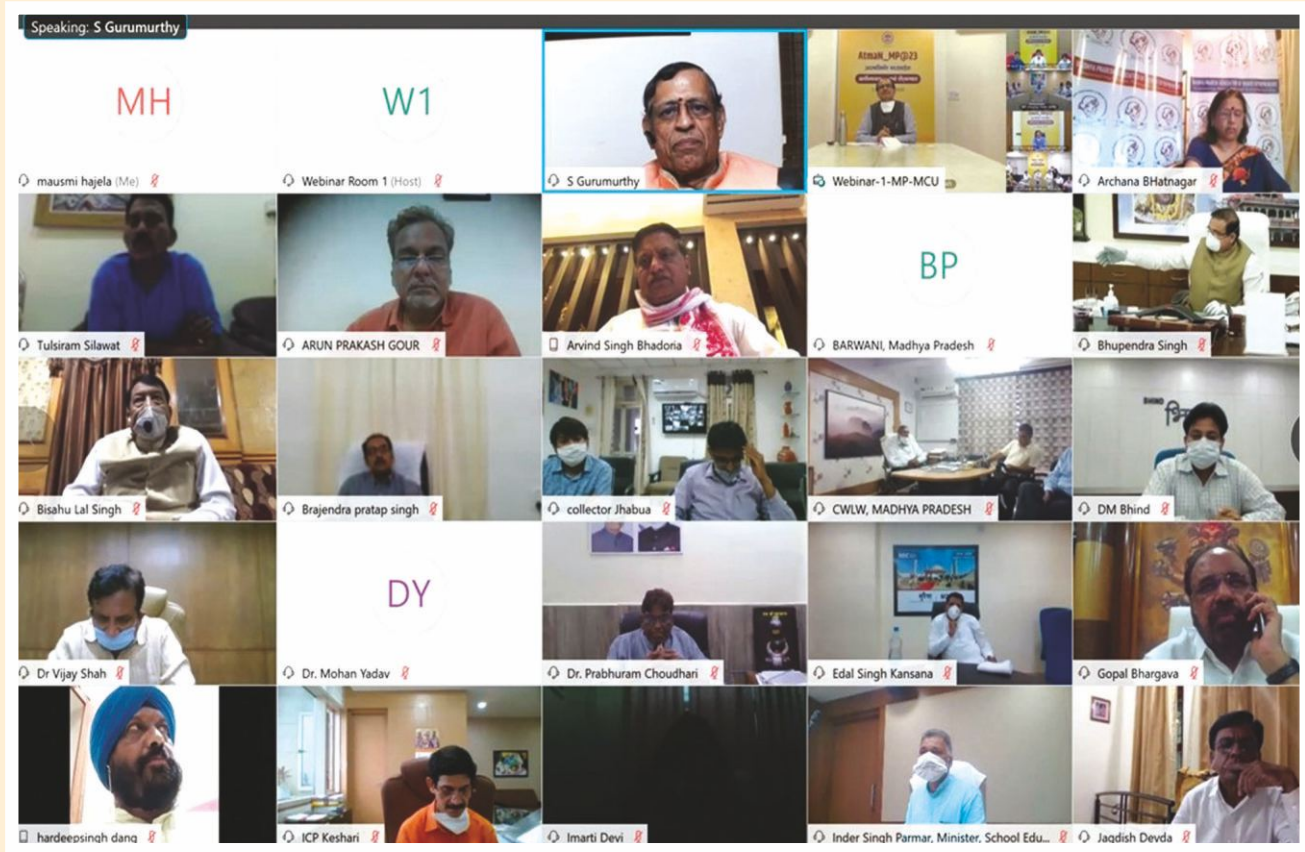 Speaking: S Gurumurthy
MH
mausmi hajela (Me)
W1
Webinar Room 1 (Host)
S Gurumurthy
AtmaN_MP@23
Webinar-1-MP-MCU
Archana BHatnagar
Tulsiram Silawat
ARUN PRAKASH GOUR
Arvind Singh Bhadoria
BP
BARWANI, Madhya Pradesh
Bhupendra Singh
Bisahu Lal Singh
Brajendra pratap singh
collector Jhabua
CWLW, MADHYA PRADESH
BHIND
DM Bhind
Dr Vijay Shah
DY
Dr. Mohan Yadav
Dr. Prabhuram Choudhari
Edal Singh Kansana
Gopal Bhargava
hardeepsingh dang
ICP Keshari
Imarti Devi
Inder Singh Parmar, Minister, School Edu...
Jagdish Devda